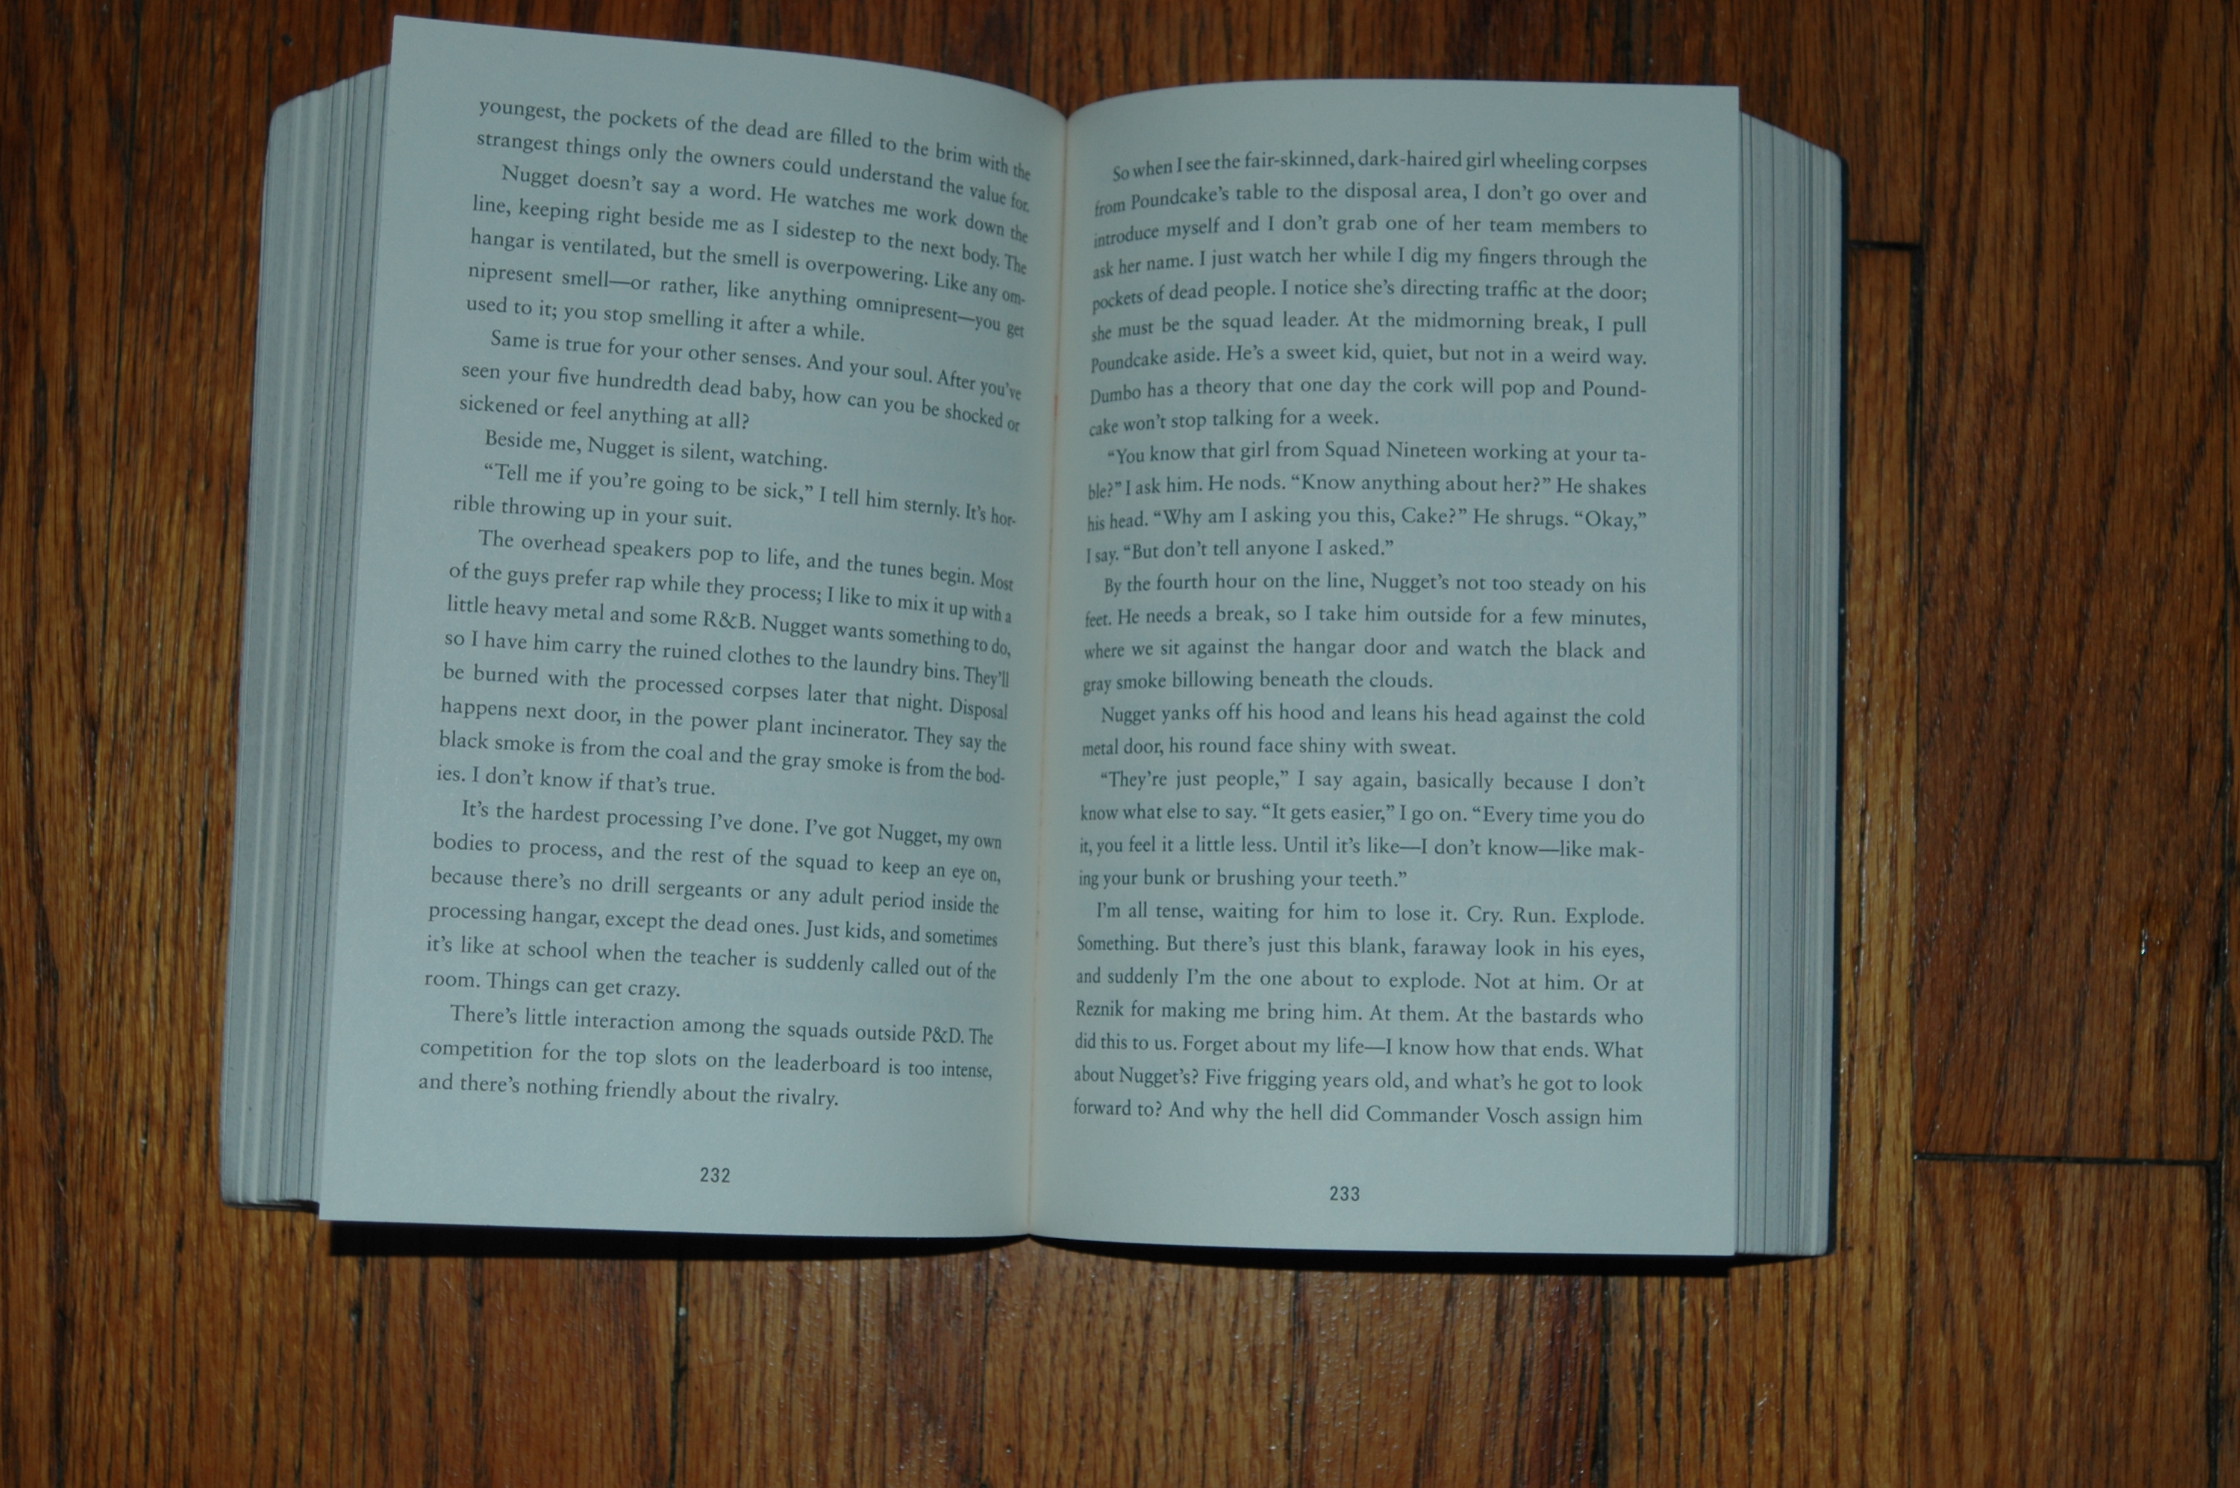 youngest, the pockets of the dead are filled to the brim with the
strangest things only the owners could understand the value for.
Nugget doesn't say a word. He watches me work down the
line, keeping right beside me as I sidestep to the next body. The
hangar is ventilated, but the smell is overpowering. Like any om-
nipresent smell—or rather, like anything omnipresent—you get
used to it; you stop smelling it after a while.
Same is true for your other senses. And your soul. After you've
seen your five hundredth dead baby, how can you be shocked or
sickened or feel anything at all?
Beside me, Nugget is silent, watching.
“Tell me if you're going to be sick,” I tell him sternly. It's hor-
rible throwing up in your suit.
The overhead speakers pop to life, and the tunes begin. Most
of the guys prefer rap while they process; I like to mix it up with a
little heavy metal and some R&B. Nugget wants something to do,
so I have him carry the ruined clothes to the laundry bins. They'll
be burned with the processed corpses later that night. Disposal
happens next door, in the power plant incinerator. They say the
black smoke is from the coal and the gray smoke is from the bod-
ies. I don't know if that's true.
It's the hardest processing I've done. I've got Nugget, my own
bodies to process, and the rest of the squad to keep an eye on,
because there's no drill sergeants or any adult period inside the
processing hangar, except the dead ones. Just kids, and sometimes
it's like at school when the teacher is suddenly called out of the
room. Things can get crazy.
There's little interaction among the squads outside P&D. The
competition for the top slots on the leaderboard is too intense,
and there's nothing friendly about the rivalry.
232
So when I see the fair-skinned, dark-haired girl wheeling corpses
from Poundcake's table to the disposal area, I don't go over and
introduce myself and I don't grab one of her team members to
ask her name. I just watch her while I dig my fingers through the
pockets of dead people. I notice she's directing traffic at the door;
she must be the squad leader. At the midmorning break, I pull
Poundcake aside. He's a sweet kid, quiet, but not in a weird way.
Dumbo has a theory that one day the cork will pop and Pound-
cake won't stop talking for a week.
“You know that girl from Squad Nineteen working at your ta-
ble?” I ask him. He nods. “Know anything about her?” He shakes
his head. “Why am I asking you this, Cake?” He shrugs. “Okay,”
I say. “But don't tell anyone I asked.”
By the fourth hour on the line, Nugget's not too steady on his
feet. He needs a break, so I take him outside for a few minutes,
where we sit against the hangar door and watch the black and
gray smoke billowing beneath the clouds.
Nugget yanks off his hood and leans his head against the cold
metal door, his round face shiny with sweat.
“They're just people,” I say again, basically because I don't
know what else to say. “It gets easier,” I go on. “Every time you do
it, you feel it a little less. Until it's like—I don't know—like mak-
ing your bunk or brushing your teeth.”
I'm all tense, waiting for him to lose it. Cry. Run. Explode.
Something. But there's just this blank, faraway look in his eyes,
and suddenly I'm the one about to explode. Not at him. Or at
Reznik for making me bring him. At them. At the bastards who
did this to us. Forget about my life—I know how that ends. What
about Nugget's? Five frigging years old, and what's he got to look
forward to? And why the hell did Commander Vosch assign him
233